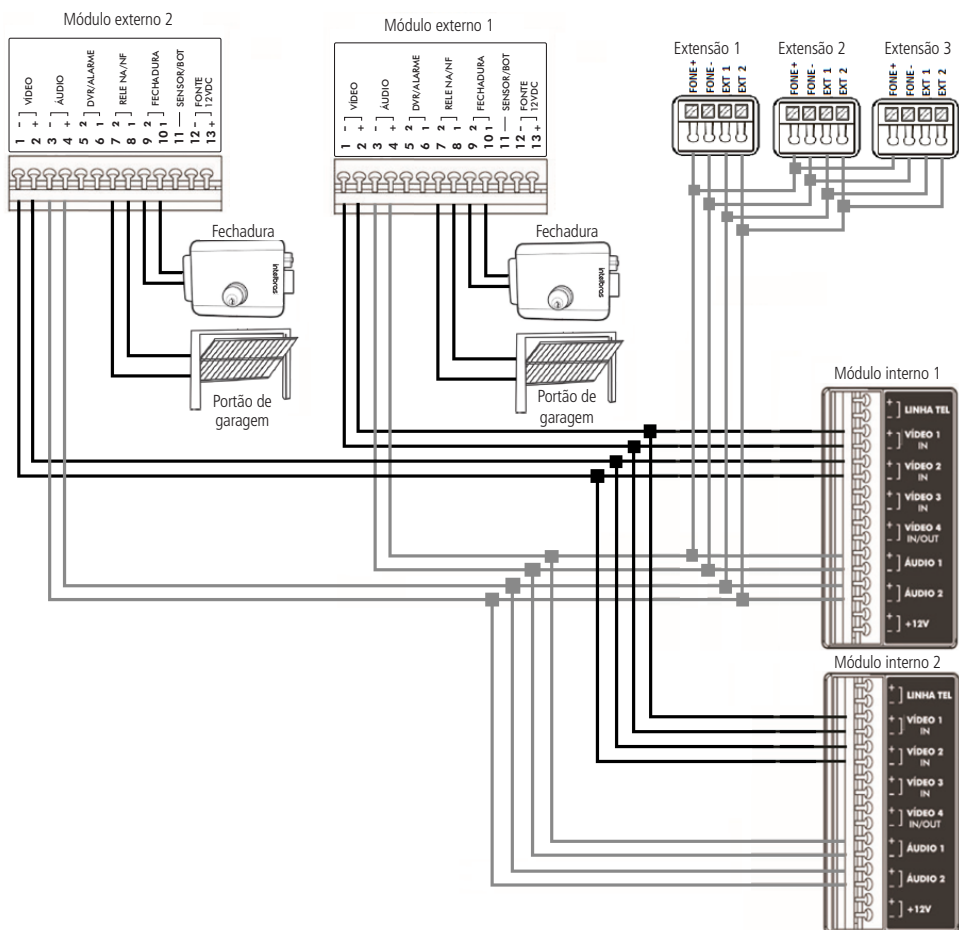 Módulo externo 2
1 -
2 + ] VÍDEO
3 -
4 + ] ÁUDIO
5 2
6 1 ] DVR/ALARME
7 2
8 1 ] RELE NA/NF
9 2
10 1 ] FECHADURA
11 — SENSOR/BOT
12 -
13 + ] FONTE 12VDC
Fechadura
intelbras
Portão de
garagem
Módulo externo 1
1 -
2 + ] VÍDEO
3 -
4 + ] ÁUDIO
5 2
6 1 ] DVR/ALARME
7 2
8 1 ] RELE NA/NF
9 2
10 1 ] FECHADURA
11 — SENSOR/BOT
12 -
13 + ] FONTE 12VDC
Fechadura
intelbras
Portão de
garagem
Extensão 1
FONE+
FONE-
EXT 1
EXT 2
Extensão 2
FONE+
FONE-
EXT 1
EXT 2
Extensão 3
FONE+
FONE-
EXT 1
EXT 2
Módulo interno 1
+ - ] LINHA TEL
+ - ] VÍDEO 1
IN
+ - ] VÍDEO 2
IN
+ - ] VÍDEO 3
IN
+ - ] VÍDEO 4
IN/OUT
+ - ] ÁUDIO 1
+ - ] ÁUDIO 2
+ - ] +12V
Módulo interno 2
+ - ] LINHA TEL
+ - ] VÍDEO 1
IN
+ - ] VÍDEO 2
IN
+ - ] VÍDEO 3
IN
+ - ] VÍDEO 4
IN/OUT
+ - ] ÁUDIO 1
+ - ] ÁUDIO 2
+ - ] +12V